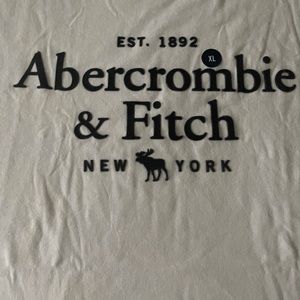 EST. 1892
XL
Abercrombie
& Fitch
NEW YORK